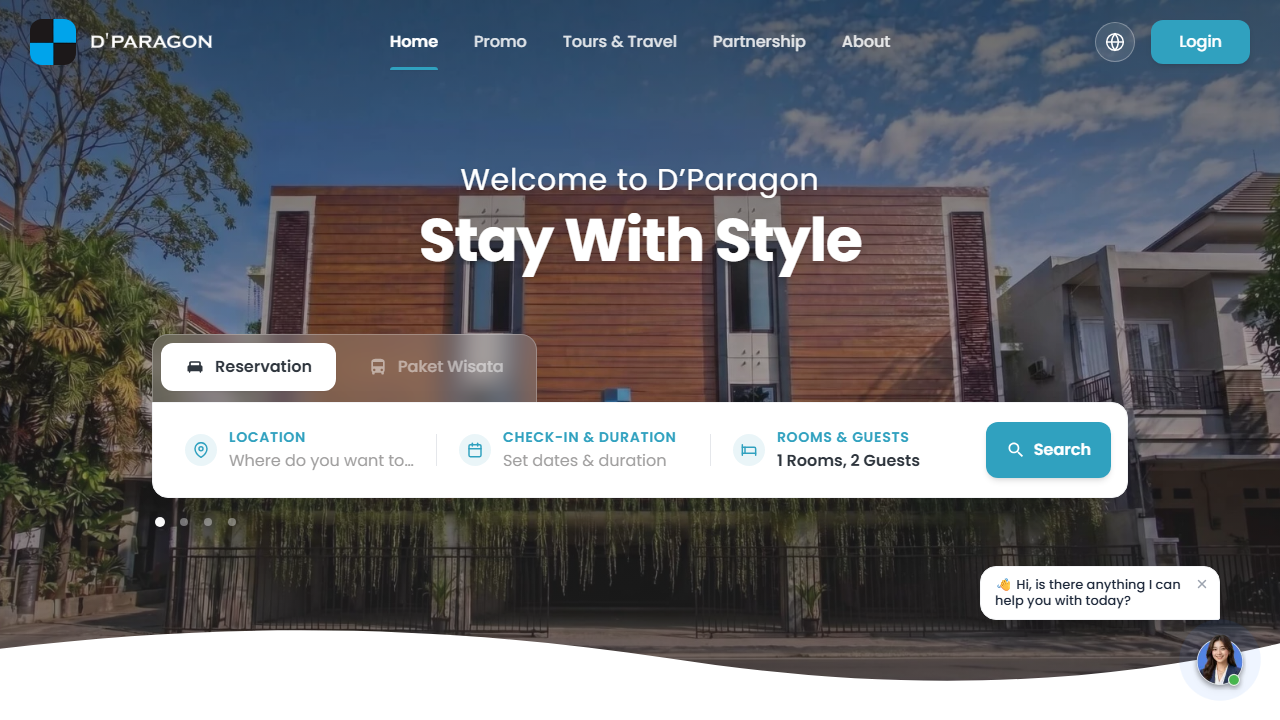 D'PARAGON
Home
Promo
Tours & Travel
Partnership
About
Login
Welcome to D’Paragon
Stay With Style
Reservation
Paket Wisata
LOCATION
Where do you want to...
CHECK-IN & DURATION
Set dates & duration
ROOMS & GUESTS
1 Rooms, 2 Guests
Search
👋 Hi, is there anything I can
help you with today?